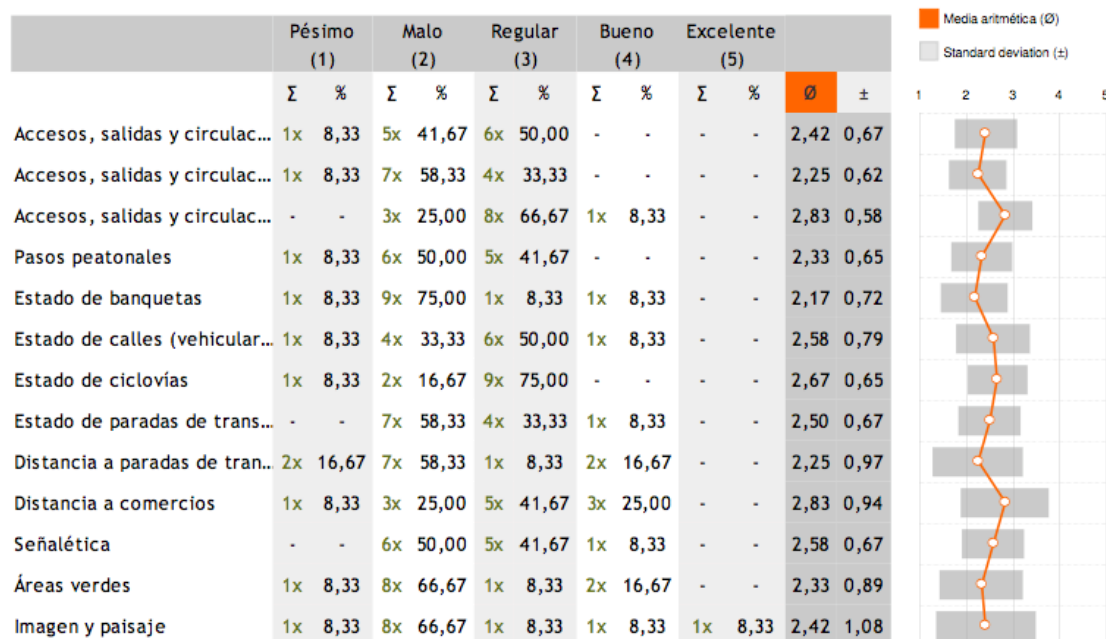 Pésimo Malo Regular Bueno Excelente
(1) (2) (3) (4) (5)
Σ % Σ % Σ % Σ % Σ % Ø ±
Accesos, salidas y circulac... 1x 8,33 5x 41,67 6x 50,00 - - - - 2,42 0,67
Accesos, salidas y circulac... 1x 8,33 7x 58,33 4x 33,33 - - - - 2,25 0,62
Accesos, salidas y circulac... - - 3x 25,00 8x 66,67 1x 8,33 - - 2,83 0,58
Pasos peatonales 1x 8,33 6x 50,00 5x 41,67 - - - - 2,33 0,65
Estado de banquetas 1x 8,33 9x 75,00 1x 8,33 1x 8,33 - - 2,17 0,72
Estado de calles (vehicular... 1x 8,33 4x 33,33 6x 50,00 1x 8,33 - - 2,58 0,79
Estado de ciclovías 1x 8,33 2x 16,67 9x 75,00 - - - - 2,67 0,65
Estado de paradas de trans... - - 7x 58,33 4x 33,33 1x 8,33 - - 2,50 0,67
Distancia a paradas de tran... 2x 16,67 7x 58,33 1x 8,33 2x 16,67 - - 2,25 0,97
Distancia a comercios 1x 8,33 3x 25,00 5x 41,67 3x 25,00 - - 2,83 0,94
Señalética - - 6x 50,00 5x 41,67 1x 8,33 - - 2,58 0,67
Áreas verdes 1x 8,33 8x 66,67 1x 8,33 2x 16,67 - - 2,33 0,89
Imagen y paisaje 1x 8,33 8x 66,67 1x 8,33 1x 8,33 1x 8,33 2,42 1,08
Media aritmética (Ø)
Standard deviation (±)
1 2 3 4 5